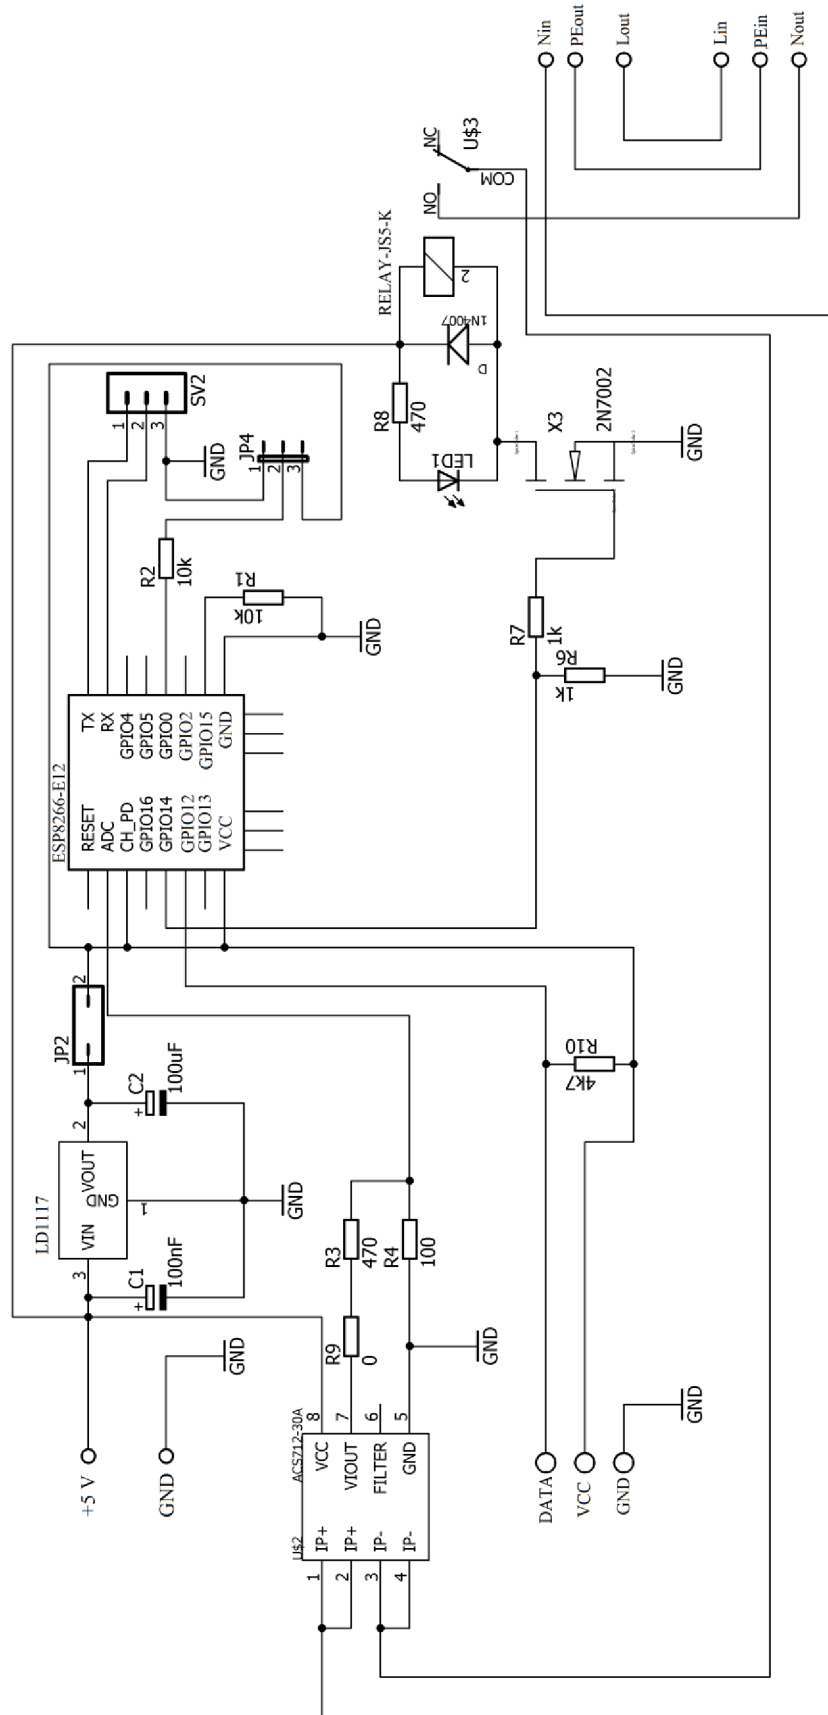 Nin
PEout
Lout
Lin
PEin
Nout
NC
U$3
COM
NO
RELAY-JS5-K
2
1N4007
D
R8
470
LED1
X3
2N7002
GND
SV2
1
2
3
GND
JP4
1
2
3
R2
10k
R1
10k
GND
R7
1k
R6
1k
GND
ESP8266-E12
TX
RX
GPIO4
GPIO5
GPIO0
GPIO2
GPIO15
GND
RESET
ADC
CH_PD
GPIO16
GPIO14
GPIO12
GPIO13
VCC
JP2
2
1
C2
+
100uF
R10
4k7
LD1117
2
VOUT
GND
1
VIN
3
GND
C1
+
100nF
R3
470
R4
100
R9
0
GND
GND
+5 V
GND
ACS712-30A
U$2
8
7
6
5
VCC
VIOUT
FILTER
GND
IP+
IP+
IP-
IP-
1
2
3
4
DATA
VCC
GND
GND